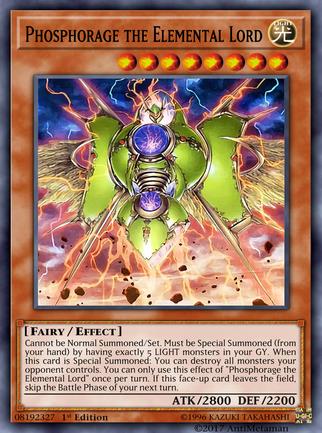 PHOSPHORAGE THE ELEMENTAL LORD
LIGHT
光
[ FAIRY / EFFECT ]
Cannot be Normal Summoned/Set. Must be Special Summoned (from
your hand) by having exactly 5 LIGHT monsters in your GY. When
this card is Special Summoned: You can destroy all monsters your
opponent controls. You can only use this effect of "Phosphorage the
Elemental Lord" once per turn. If this face-up card leaves the field,
skip the Battle Phase of your next turn.
ATK/2800 DEF/2200
08192327 1st Edition ©1996 KAZUKI TAKAHASHI
©2017 AntiMetaman